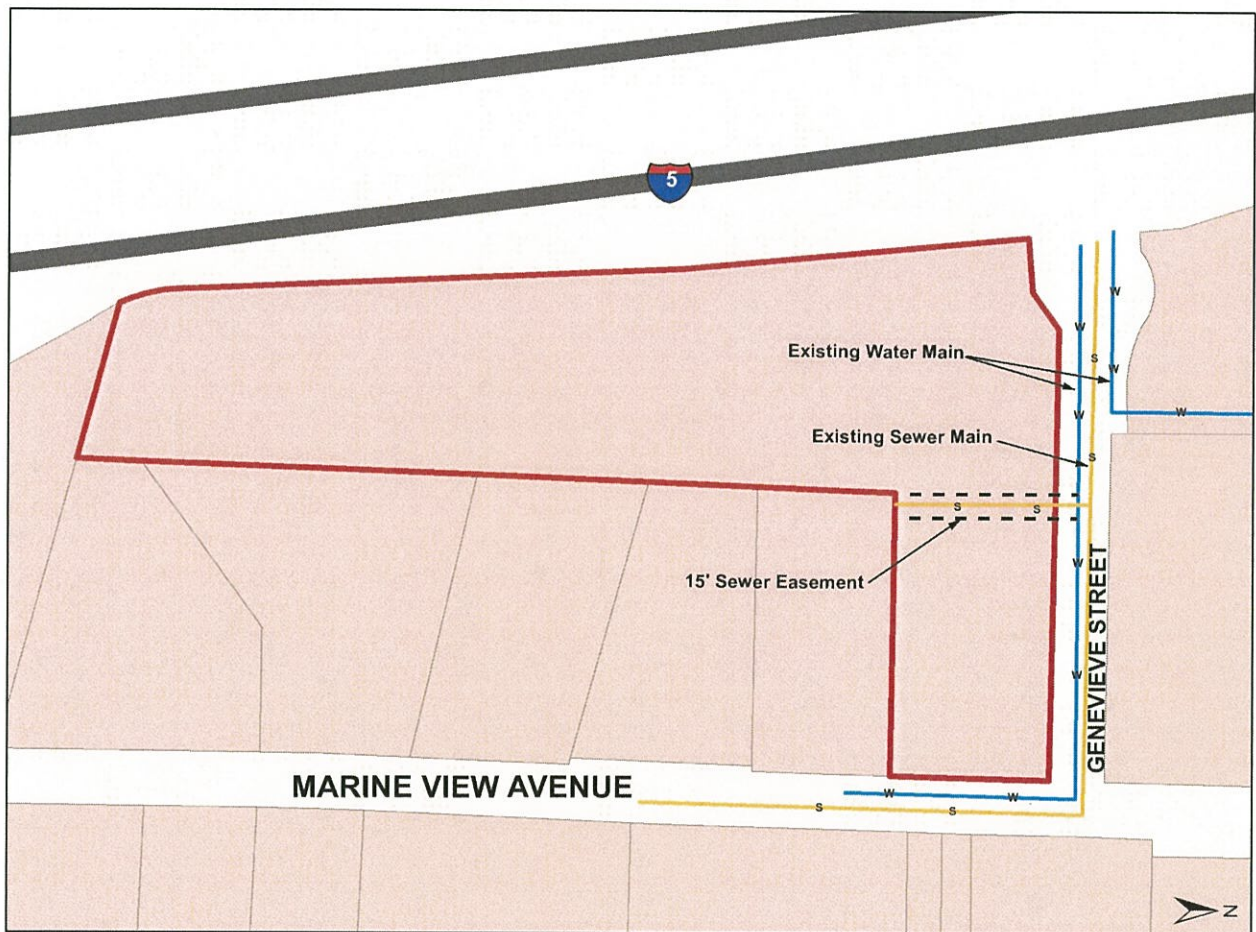 5
W
W
S
Existing Water Main
W
W
W
Existing Sewer Main
S
S
S
15' Sewer Easement
W
W
GENEVIEVE STREET
MARINE VIEW AVENUE
W
W
S
S
N